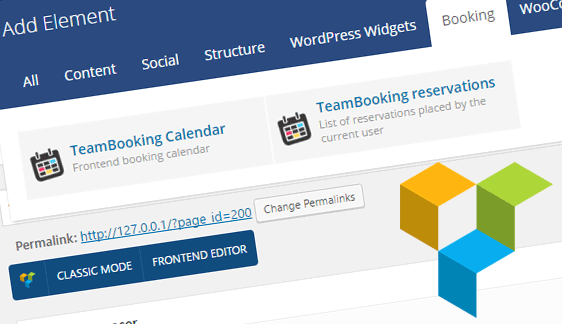 Add Element
All Content Social Structure WordPress Widgets Booking
TeamBooking Calendar
Frontend booking calendar
TeamBooking reservations
List of reservations placed by the
current user
Permalink: http://127.0.0.1/?page_id=200 Change Permalinks
CLASSIC MODE FRONTEND EDITOR